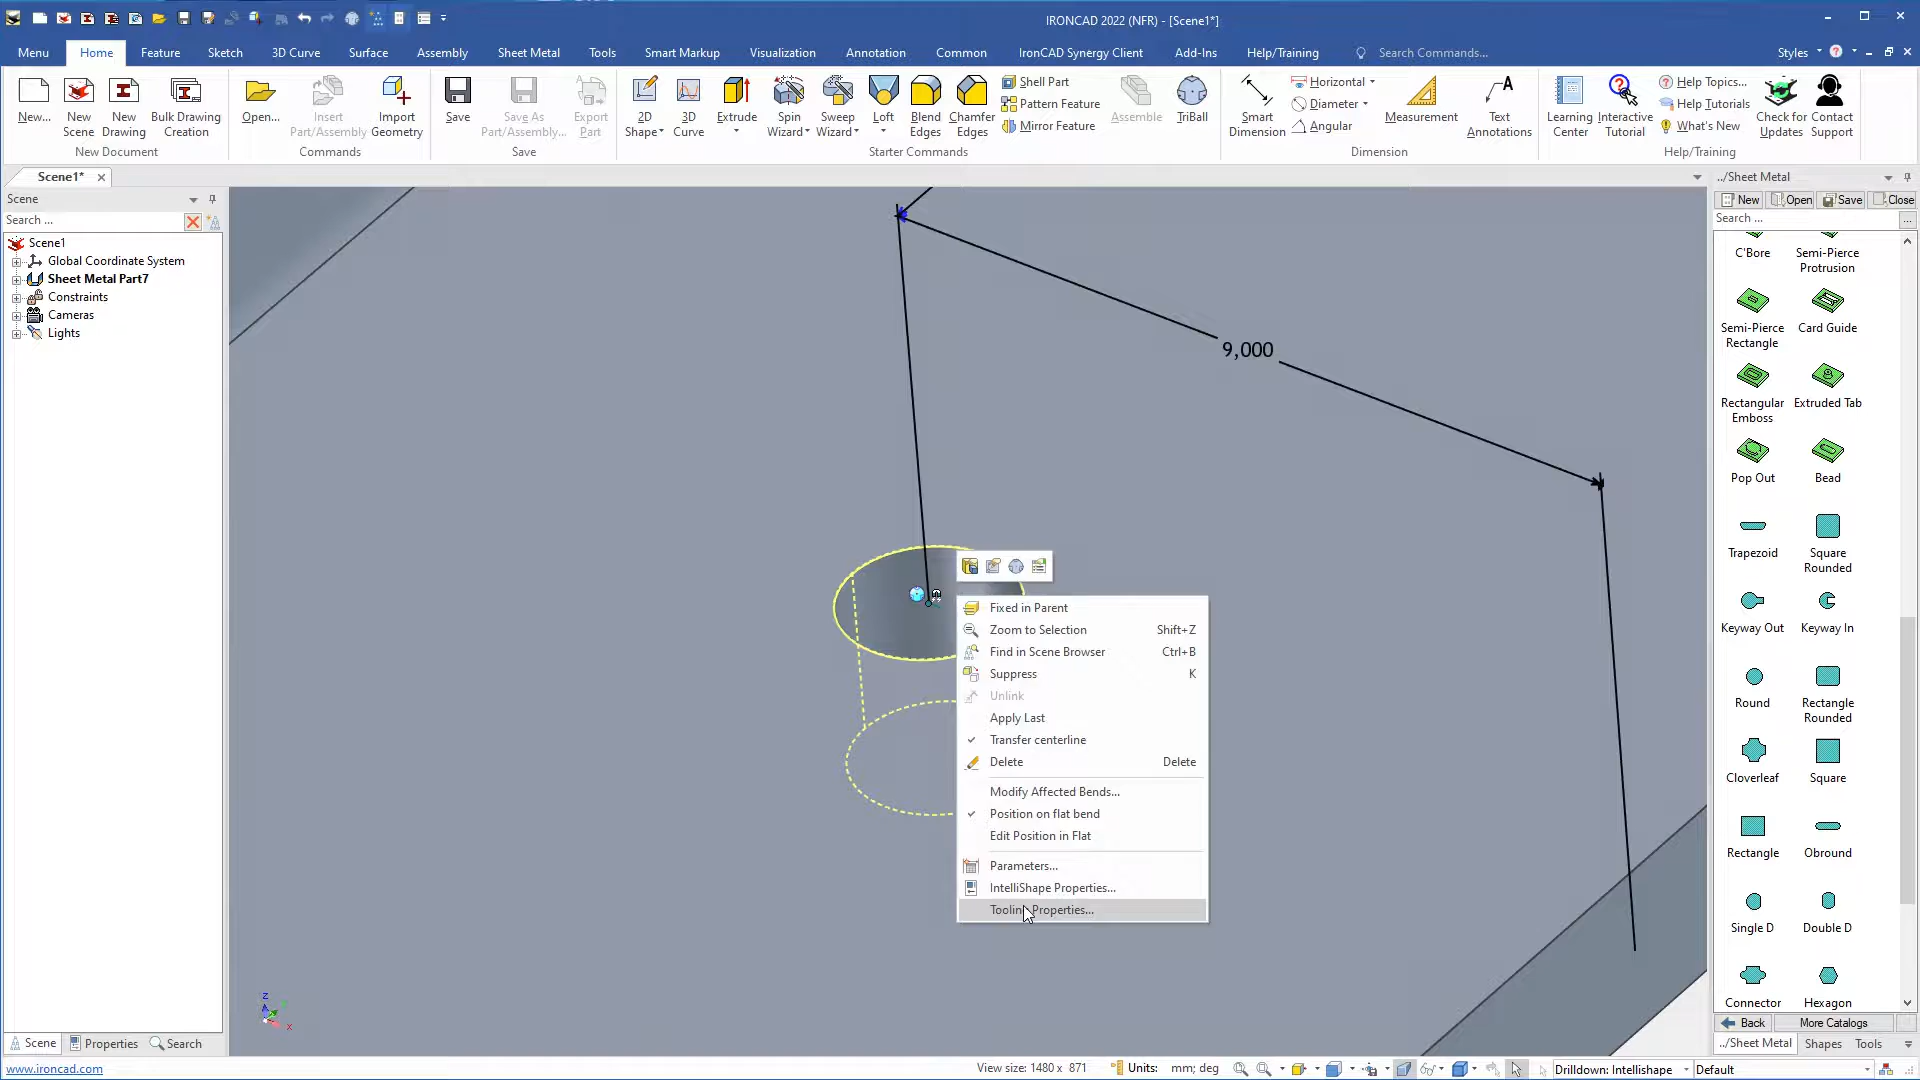 IRONCAD 2022 (NFR) - [Scene1*]
Menu Home Feature Sketch 3D Curve Surface Assembly Sheet Metal Tools Smart Markup Visualization Annotation Common IronCAD Synergy Client Add-Ins Help/Training Search Commands... Styles
New... New Scene New Drawing Bulk Drawing Creation
New Document
Open... Insert Part/Assembly Import Geometry
Commands
Save Save As Part/Assembly... Export Part
Save
2D Shape 3D Curve Extrude Spin Wizard Sweep Wizard Loft Blend Edges Chamfer Edges
Shell Part
Pattern Feature
Mirror Feature
Assemble TriBall
Starter Commands
Smart Dimension
Horizontal
Diameter
Angular
Measurement Text Annotations
Dimension
Learning Center Interactive Tutorial
Help Topics...
Help Tutorials
What's New
Check for Updates Contact Support
Help/Training
Scene1*
Scene
Search ...
Scene1
Global Coordinate System
Sheet Metal Part7
Constraints
Cameras
Lights
9,000
Fixed in Parent
Zoom to Selection Shift+Z
Find in Scene Browser Ctrl+B
Suppress K
Unlink
Apply Last
Transfer centerline
Delete Delete
Modify Affected Bends...
Position on flat bend
Edit Position in Flat
Parameters...
IntelliShape Properties...
Tooling Properties...
z
x
../Sheet Metal
New Open Save Close
Search ...
C'Bore Semi-Pierce Protrusion
Semi-Pierce Rectangle Card Guide
Rectangular Emboss Extruded Tab
Pop Out Bead
Trapezoid Square Rounded
Keyway Out Keyway In
Round Rectangle Rounded
Cloverleaf Square
Rectangle Obround
Single D Double D
Connector Hexagon
Back More Catalogs
../Sheet Metal Shapes Tools
Scene Properties Search
www.ironcad.com
View size: 1480 x 871 Units: mm; deg Drilldown: Intellishape Default